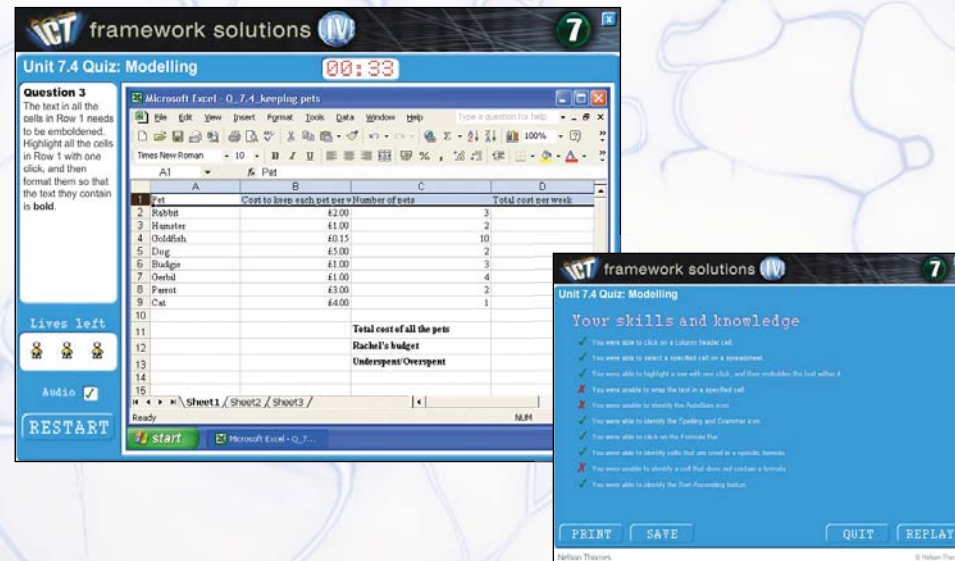 ICT framework solutions IV
7
Unit 7.4 Quiz: Modelling
00:33
Question 3
The text in all the
cells in Row 1 needs
to be emboldened.
Highlight all the cells
in Row 1 with one
click, and then
format them so that
the text they contain
is bold.
Lives left
Audio
RESTART
Microsoft Excel - Q_7.4_keeping pets
File Edit View Insert Format Tools Data Window Help Type a question for help
100%
Times New Roman 10 B I U
A1 fx Pet
A B C D
1 Pet Cost to keep each pet per w Number of pets Total cost per week
2 Rabbit £2.00 3
3 Hamster £1.00 2
4 Goldfish £0.15 10
5 Dog £5.00 2
6 Budgie £1.00 3
7 Gerbil £1.00 4
8 Parrot £3.00 2
9 Cat £4.00 1
10
11 Total cost of all the pets
12 Rachel's budget
13 Underspent/Overspent
14
15
Sheet1 / Sheet2 / Sheet3 /
Ready NUM
start Microsoft Excel - Q_7...
ICT framework solutions IV
7
Unit 7.4 Quiz: Modelling
Your skills and knowledge
You were able to click on a column header cell.
You were able to select a specified cell on a spreadsheet.
You were able to highlight a row with one click, and then embolden the text within it
You were unable to wrap the text in a specified cell.
You were unable to identify the AutoSum icon.
You were able to identify the Spelling and Grammar icon.
You were able to click on the Formula Bar
You were able to identify cells that are used in a specific formula
You were unable to identify a cell that does not contain a formula
You were able to identify the Sort Ascending button.
PRINT SAVE QUIT REPLAY
Nelson Thornes © Nelson Thor